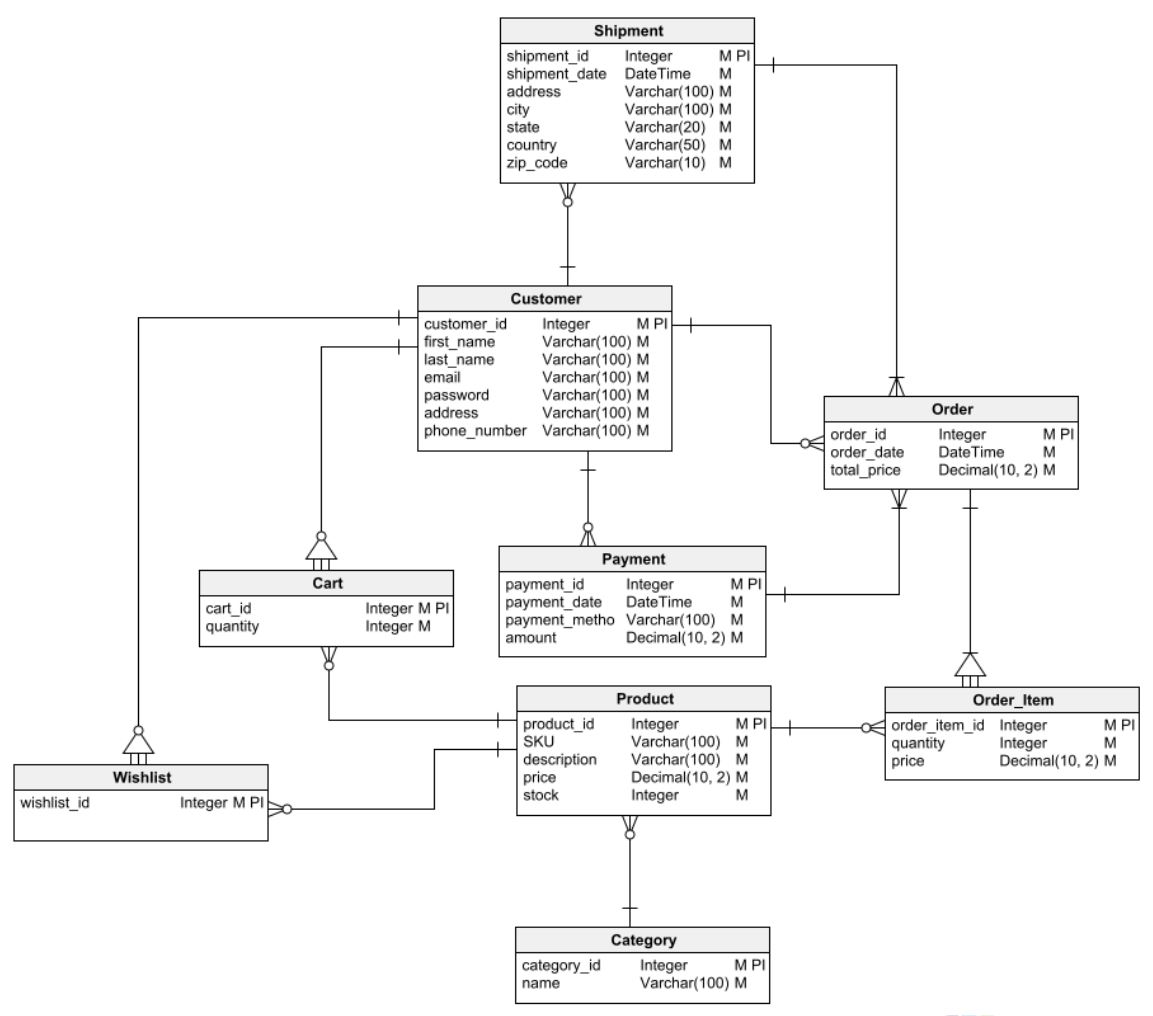 Shipment
shipment_id Integer M PI
shipment_date DateTime M
address Varchar(100) M
city Varchar(100) M
state Varchar(20) M
country Varchar(50) M
zip_code Varchar(10) M
Customer
customer_id Integer M PI
first_name Varchar(100) M
last_name Varchar(100) M
email Varchar(100) M
password Varchar(100) M
address Varchar(100) M
phone_number Varchar(100) M
Order
order_id Integer M PI
order_date DateTime M
total_price Decimal(10, 2) M
Cart
cart_id Integer M PI
quantity Integer M
Payment
payment_id Integer M PI
payment_date DateTime M
payment_metho Varchar(100) M
amount Decimal(10, 2) M
Wishlist
wishlist_id Integer M PI
Product
product_id Integer M PI
SKU Varchar(100) M
description Varchar(100) M
price Decimal(10, 2) M
stock Integer M
Order_Item
order_item_id Integer M PI
quantity Integer M
price Decimal(10, 2) M
Category
category_id Integer M PI
name Varchar(100) M